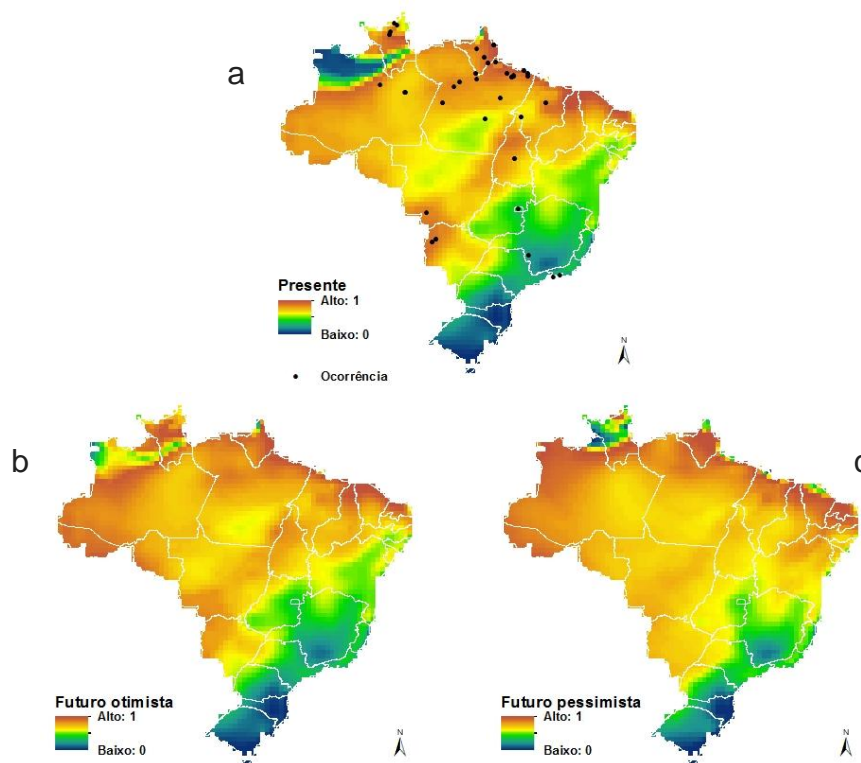 a
Presente
Alto: 1
Baixo: 0
N
Ocorrência
b
Futuro otimista
Alto: 1
Baixo: 0
N
Futuro pessimista
Alto: 1
Baixo: 0
N